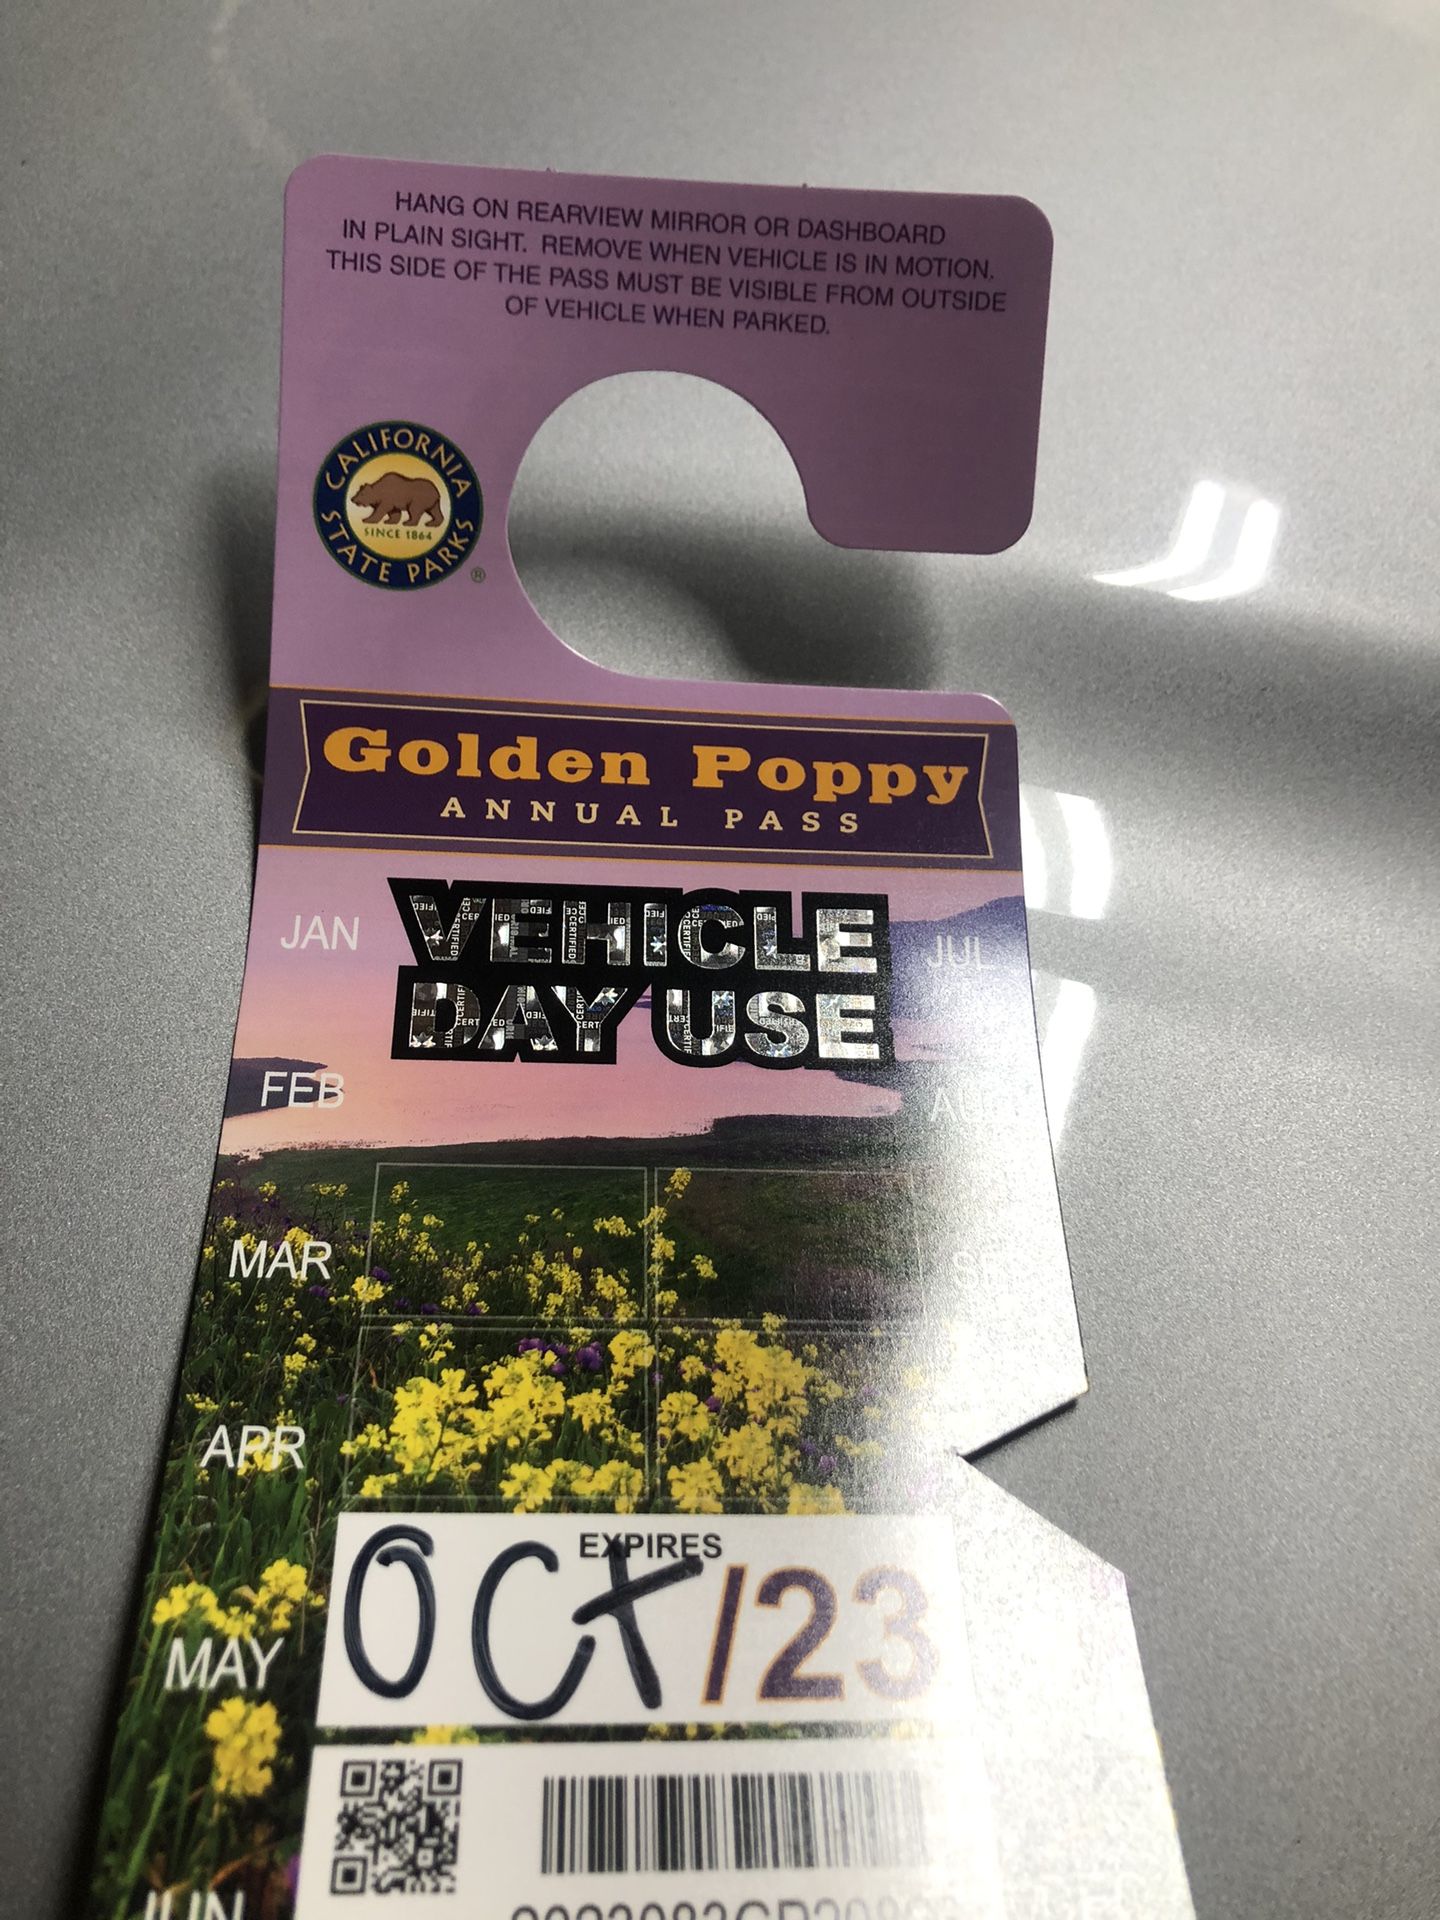 HANG ON REARVIEW MIRROR OR DASHBOARD
IN PLAIN SIGHT. REMOVE WHEN VEHICLE IS IN MOTION.
THIS SIDE OF THE PASS MUST BE VISIBLE FROM OUTSIDE
OF VEHICLE WHEN PARKED.
CALIFORNIA
STATE PARKS
SINCE 1864
®
Golden Poppy
ANNUAL PASS
VEHICLE
DAY USE
JAN
FEB
MAR
APR
MAY
JUN
JUL
EXPIRES
OCt/23